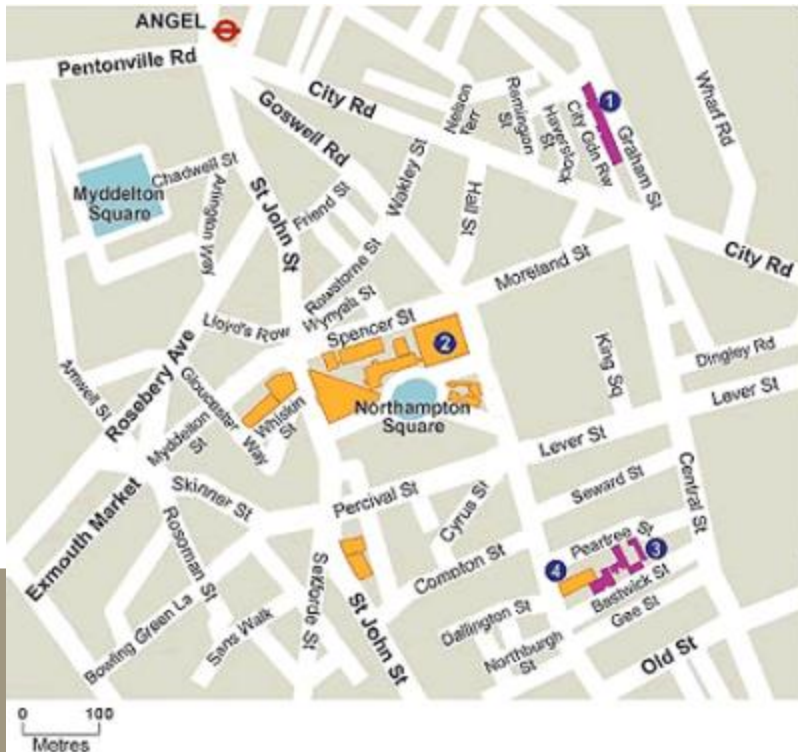 ANGEL
Pentonville Rd
City Rd
Goswell Rd
Nelson
Terr
Remington
St
Haverstock
St
City Gdn Rw
1
Graham St
Wharf Rd
Chadwell St
Myddelton
Square
Arlington Way
St John St
Friend St
Wakley St
Hall St
Rawstorne St
Wynyatt St
Moreland St
City Rd
Lloyd's Row
Spencer St
2
King Sq
Dingley Rd
Amwell St
Rosebery Ave
Gloucester
Way
Whiskin
St
Northampton
Square
Lever St
Lever St
Myddelton
St
Exmouth Market
Skinner St
Rosoman St
Percival St
Cyrus St
Seward St
Central St
Peartree St
3
4
Compton St
Bastwick St
Gee St
Dallington St
Northburgh
St
Old St
Bowling Green La
Sans Walk
Sekforde St
St John St
0 100
Metres